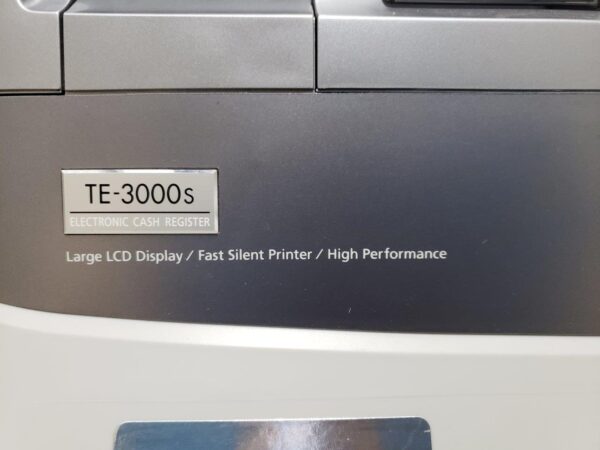 TE-3000s
ELECTRONIC CASH REGISTER
Large LCD Display / Fast Silent Printer / High Performance